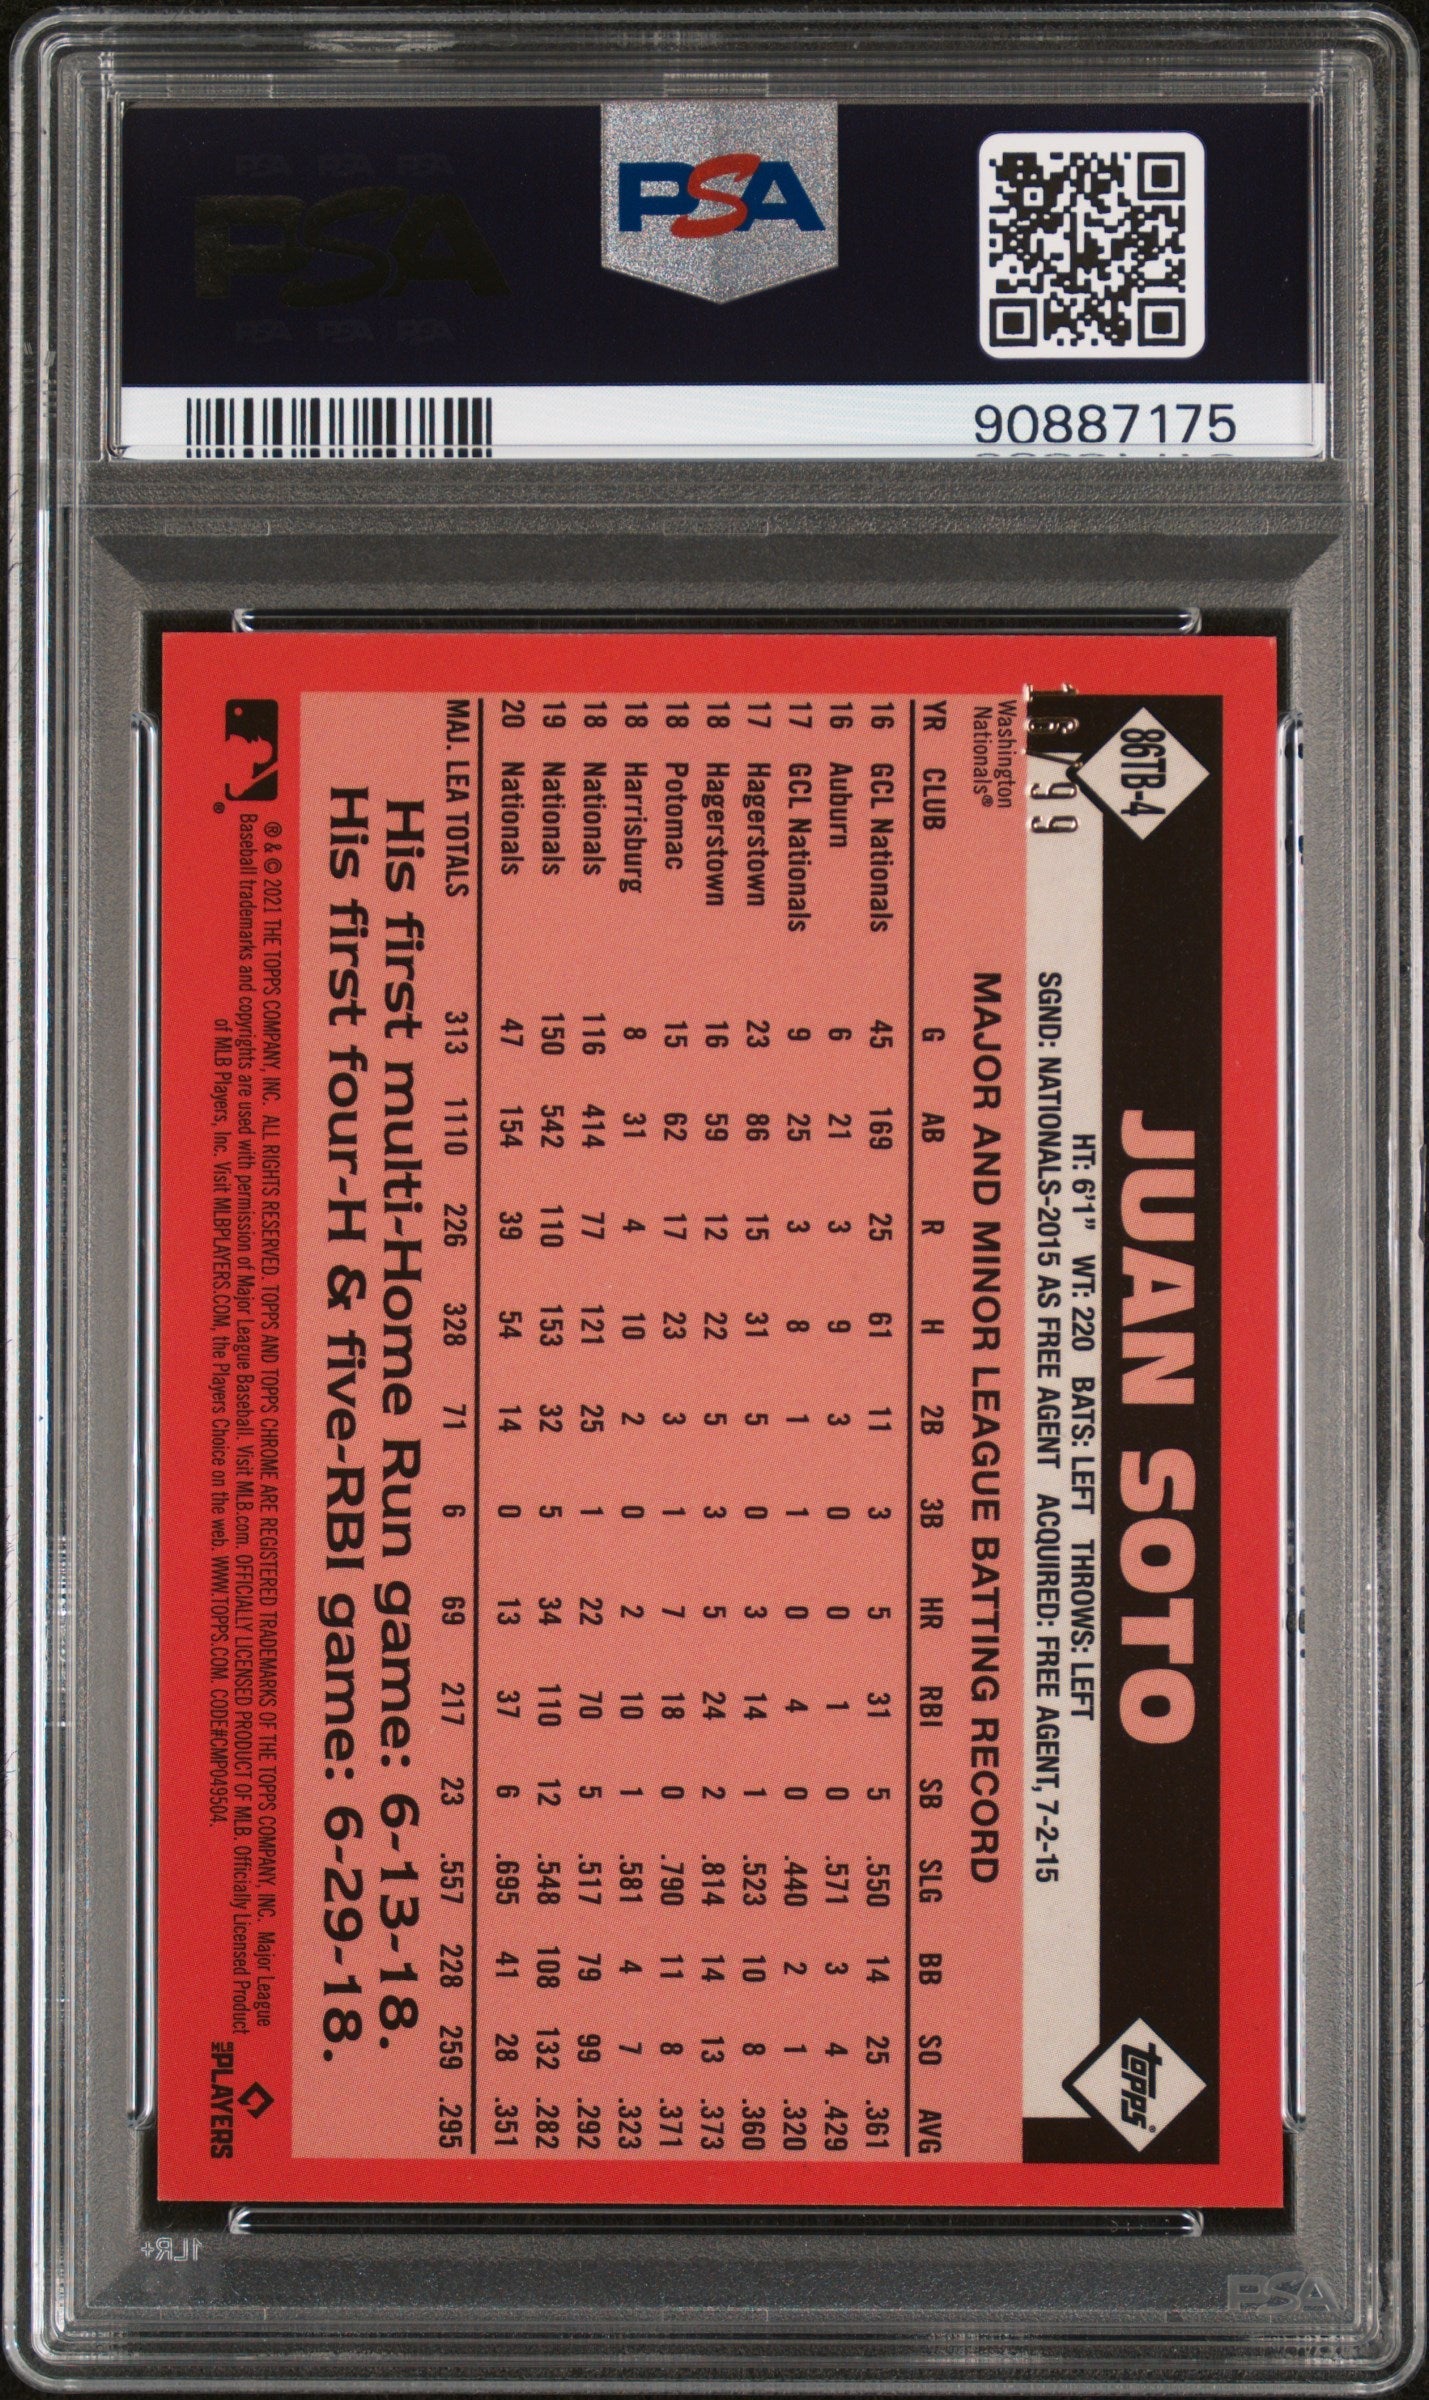 PSA PSA PSA
PSA
PSA PSA PSA
PSA
90887175
86TB-4
JUAN SOTO
topps®
16/99
HT: 6'1" WT: 220 BATS: LEFT THROWS: LEFT
SGND: NATIONALS-2015 AS FREE AGENT ACQUIRED: FREE AGENT, 7-2-15
Washington
Nationals®
MAJOR AND MINOR LEAGUE BATTING RECORD
YR CLUB G AB R H 2B 3B HR RBI SB SLG BB SO AVG
16 GCL Nationals 45 169 25 61 11 3 5 31 5 .550 14 25 .361
16 Auburn 6 21 3 9 3 0 0 1 0 .571 3 4 .429
17 GCL Nationals 9 25 3 8 1 1 0 4 0 .440 2 1 .320
17 Hagerstown 23 86 15 31 5 0 3 14 1 .523 10 8 .360
18 Hagerstown 16 59 12 22 5 3 5 24 2 .814 14 13 .373
18 Potomac 15 62 17 23 3 1 7 18 0 .790 11 8 .371
18 Harrisburg 8 31 4 10 2 0 2 10 1 .581 4 7 .323
18 Nationals 116 414 77 121 25 1 22 70 5 .517 79 99 .292
19 Nationals 150 542 110 153 32 5 34 110 12 .548 108 132 .282
20 Nationals 47 154 39 54 14 0 13 37 6 .695 41 28 .351
MAJ. LEA TOTALS 313 1110 226 328 71 6 69 217 23 .557 228 259 .295
His first multi-Home Run game: 6-13-18.
His first four-H & five-RBI game: 6-29-18.
® & © 2021 THE TOPPS COMPANY, INC. ALL RIGHTS RESERVED. TOPPS AND TOPPS CHROME ARE REGISTERED TRADEMARKS OF THE TOPPS COMPANY, INC. Major League
Baseball trademarks and copyrights are used with permission of Major League Baseball. Visit MLB.com. OFFICIALLY LICENSED PRODUCT OF MLB. Officially Licensed Product
of MLB Players, Inc. Visit MLBPLAYERS.COM, the Players Choice on the web. WWW.TOPPS.COM. CODE#CMP049504.
®
MLB PLAYERS
1LR+
PSA